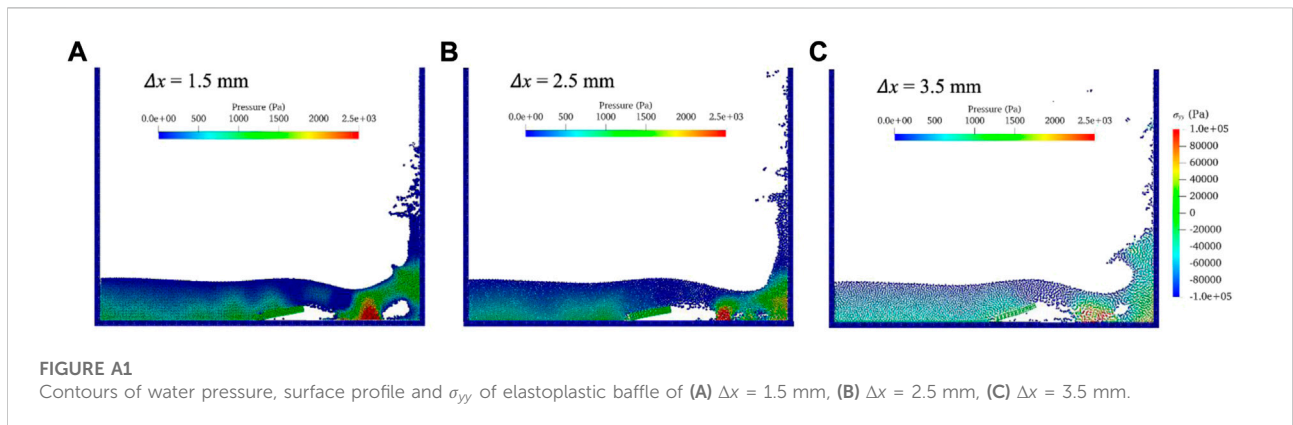 A
Δx = 1.5 mm
Pressure (Pa)
0.0e+00 500 1000 1500 2000 2.5e+03
B
Δx = 2.5 mm
Pressure (Pa)
0.0e+00 500 1000 1500 2000 2.5e+03
C
Δx = 3.5 mm
Pressure (Pa)
0.0e+00 500 1000 1500 2000 2.5e+03
σyy (Pa)
1.0e+05
80000
60000
40000
20000
0
-20000
-40000
-60000
-80000
-1.0e+05
FIGURE A1
Contours of water pressure, surface profile and σyy of elastoplastic baffle of (A) Δx = 1.5 mm, (B) Δx = 2.5 mm, (C) Δx = 3.5 mm.